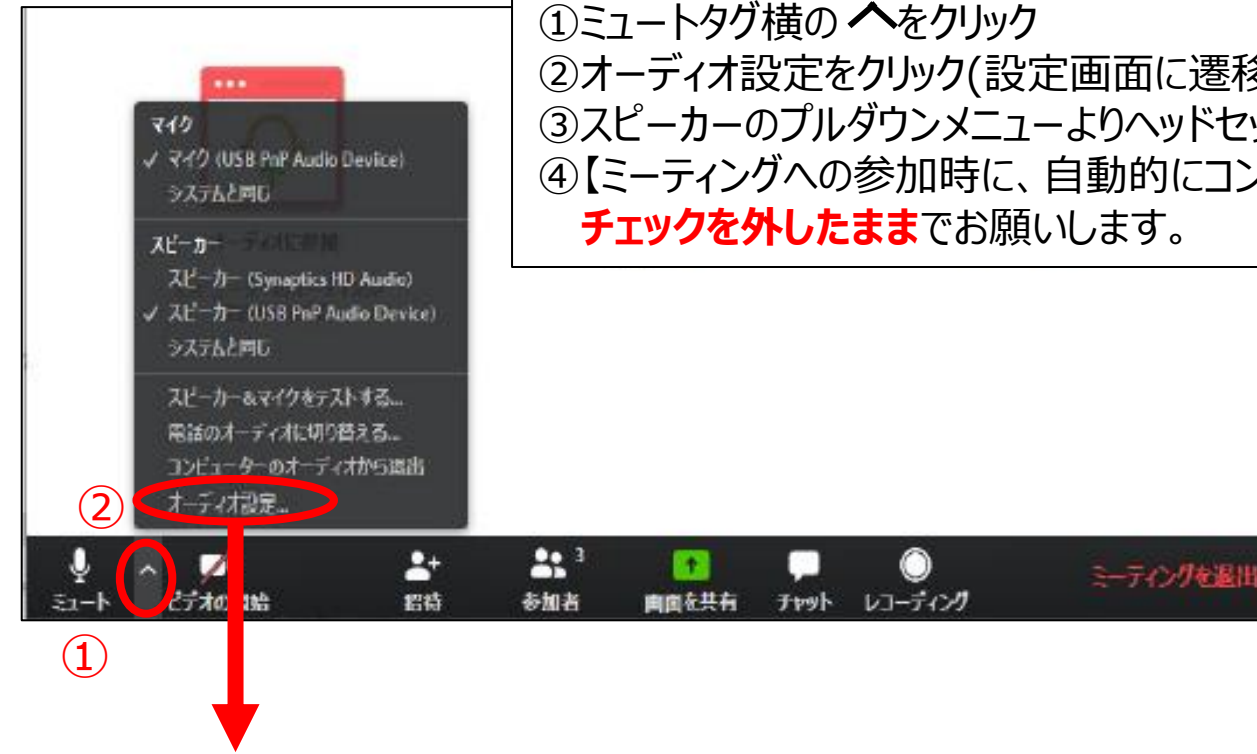 ①ミュートタグ横の へをクリック
②オーディオ設定をクリック(設定画面に遷移
③スピーカーのプルダウンメニューよりヘッドセッ
④【ミーティングへの参加時に、自動的にコン
チェックを外したままでお願いします。
マイク
✓ マイク (USB PnP Audio Device)
システムと同じ
スピーカー
スピーカー (Synaptics HD Audio)
✓ スピーカー (USB PnP Audio Device)
システムと同じ
スピーカー&マイクをテストする...
電話のオーディオに切り替える...
コンピューターのオーディオから退出
② オーディオ設定...
3
ミュート ビデオの開始 招待 参加者 画面を共有 チャット レコーディング ミーティングを退出
①